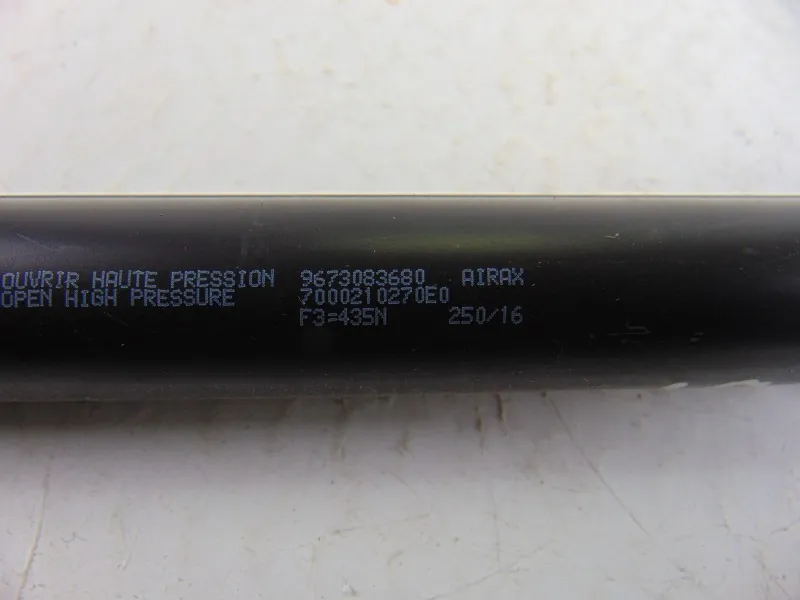 OUVRIR HAUTE PRESSION 9673083680 AIRAX
OPEN HIGH PRESSURE 7000210270E0
F3=435N 250/16